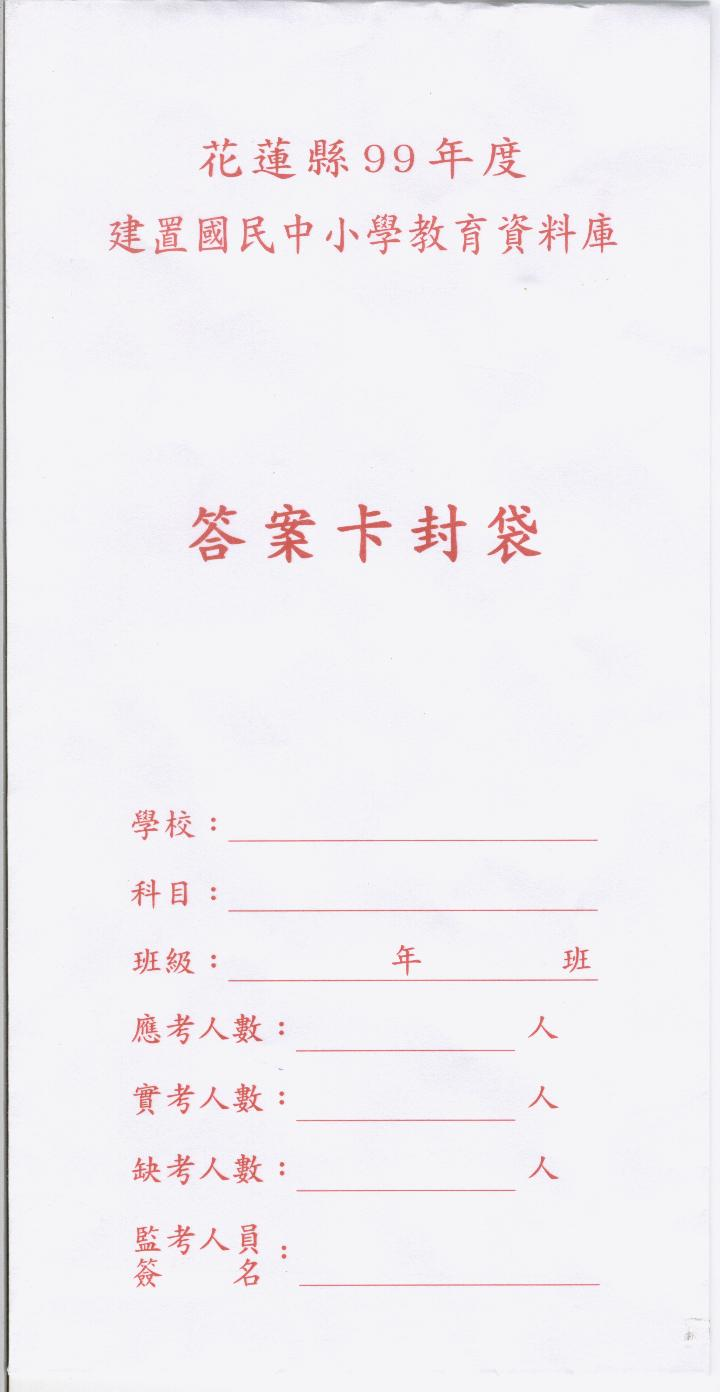 花蓮縣99年度
建置國民中小學教育資料庫
答案卡封袋
學校：
科目：
班級： 年 班
應考人數： 人
實考人數： 人
缺考人數： 人
監考人員：
簽名